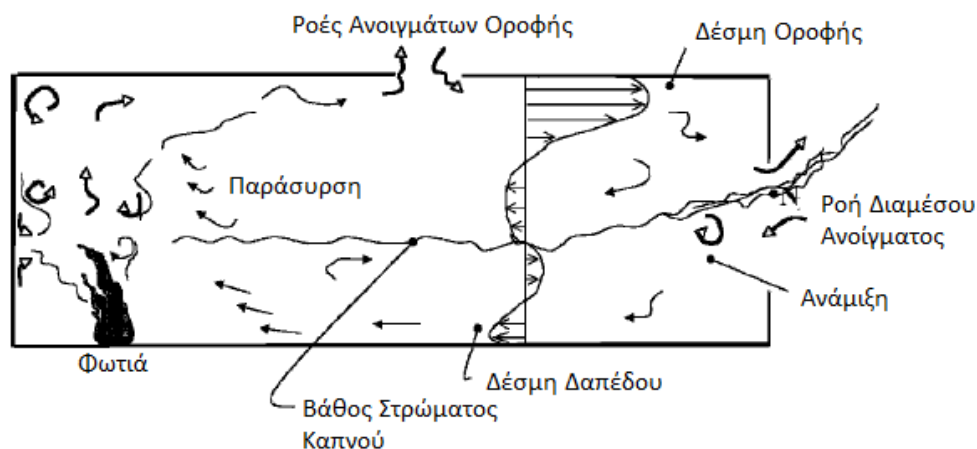 Ροές Ανοιγμάτων Οροφής
Δέσμη Οροφής
Παράσυρση
Ροή Διαμέσου
Ανοίγματος
N
Ανάμιξη
Φωτιά
Δέσμη Δαπέδου
Βάθος Στρώματος
Καπνού